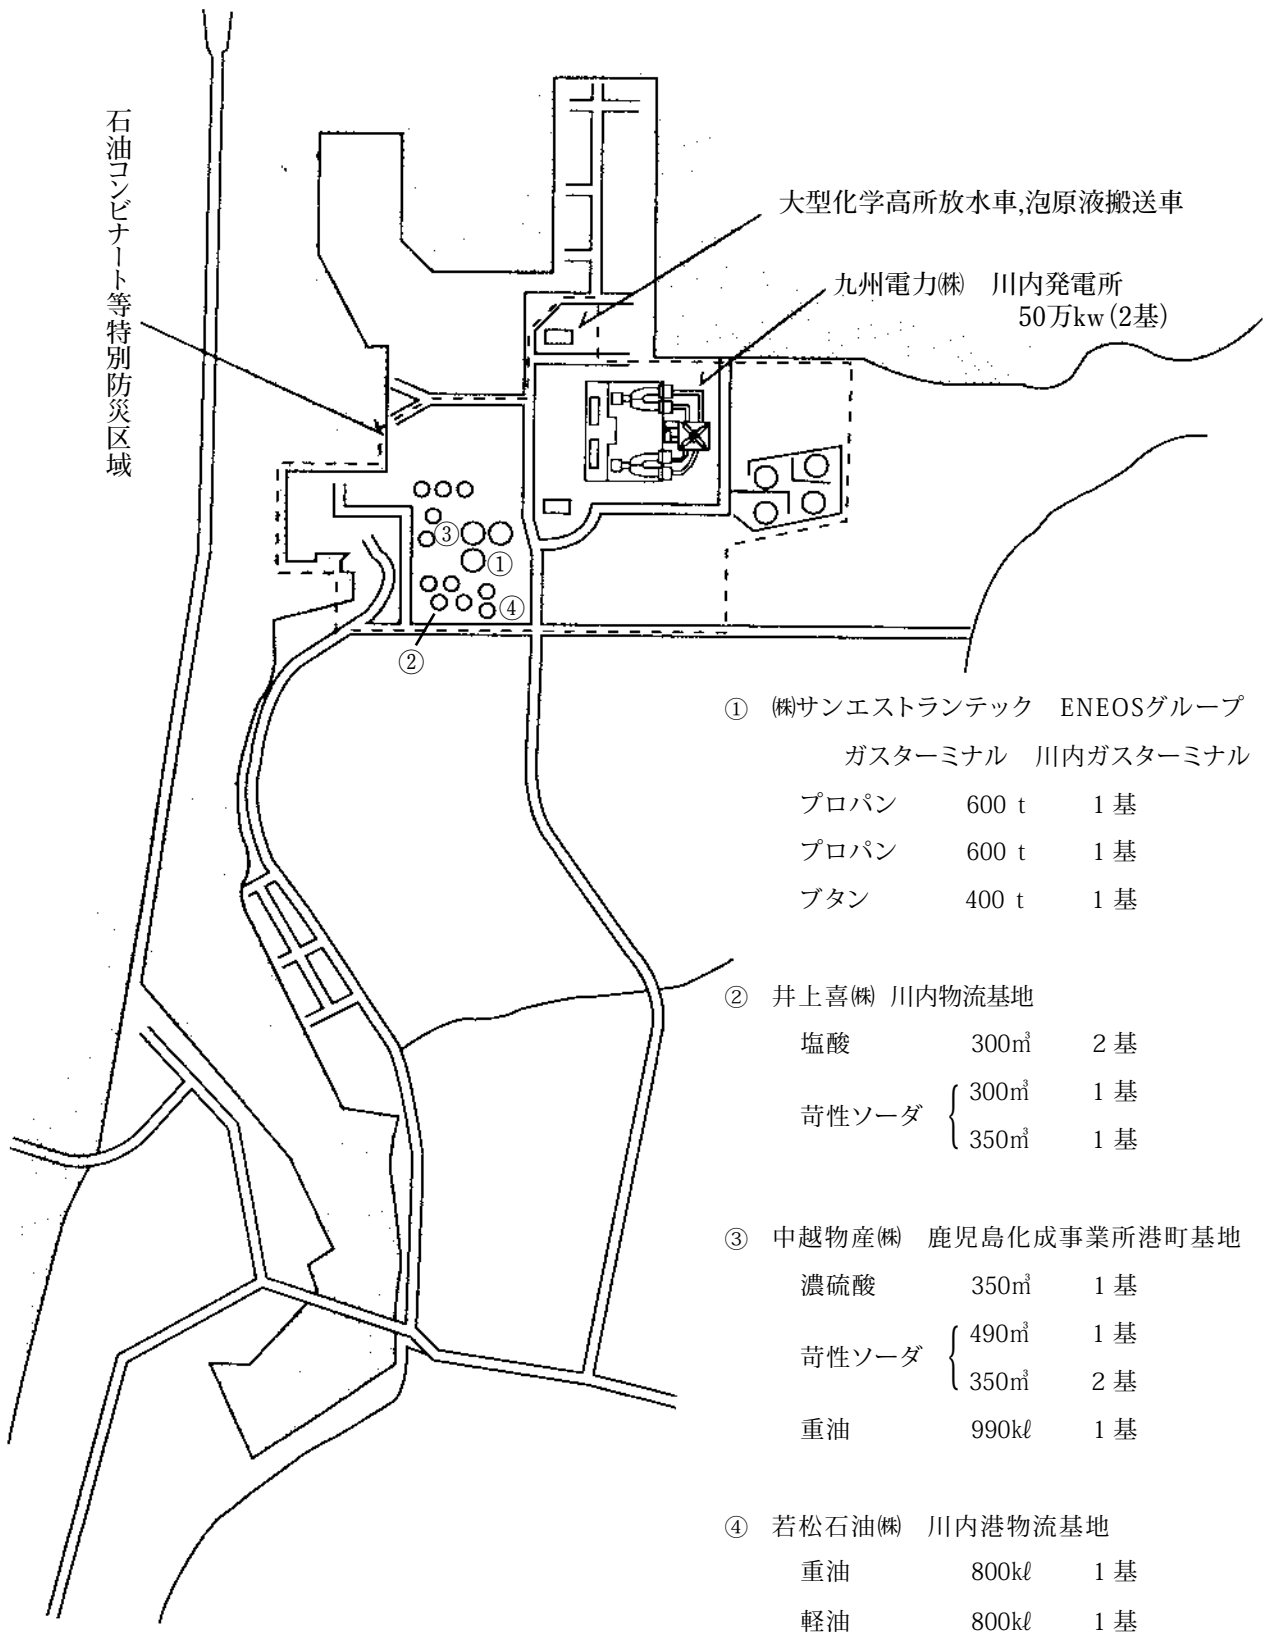 石油コンビナート等特別防災区域
大型化学高所放水車,泡原液搬送車
九州電力㈱ 川内発電所
50万kw(2基)
③
①
④
②
① ㈱サンエストランテック ENEOSグループ
ガスターミナル 川内ガスターミナル
プロパン 600 t 1 基
プロパン 600 t 1 基
ブタン 400 t 1 基
② 井上喜㈱ 川内物流基地
塩酸 300㎥ 2 基
苛性ソーダ 300㎥ 1 基
350㎥ 1 基
③ 中越物産㈱ 鹿児島化成事業所港町基地
濃硫酸 350㎥ 1 基
苛性ソーダ 490㎥ 1 基
350㎥ 2 基
重油 990kℓ 1 基
④ 若松石油㈱ 川内港物流基地
重油 800kℓ 1 基
軽油 800kℓ 1 基